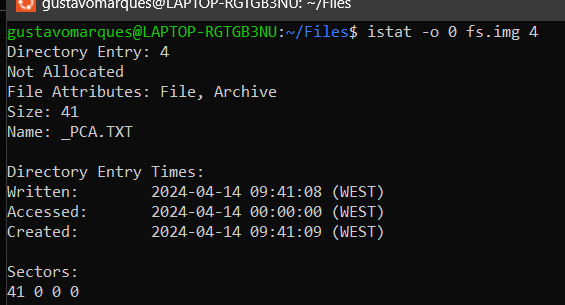 gustavomarques@LAPTOP-RGTGB3NU: ~/Files
gustavomarques@LAPTOP-RGTGB3NU:~/Files$ istat -o 0 fs.img 4
Directory Entry: 4
Not Allocated
File Attributes: File, Archive
Size: 41
Name: _PCA.TXT
Directory Entry Times:
Written:        2024-04-14 09:41:08 (WEST)
Accessed:       2024-04-14 00:00:00 (WEST)
Created:        2024-04-14 09:41:09 (WEST)
Sectors:
41 0 0 0